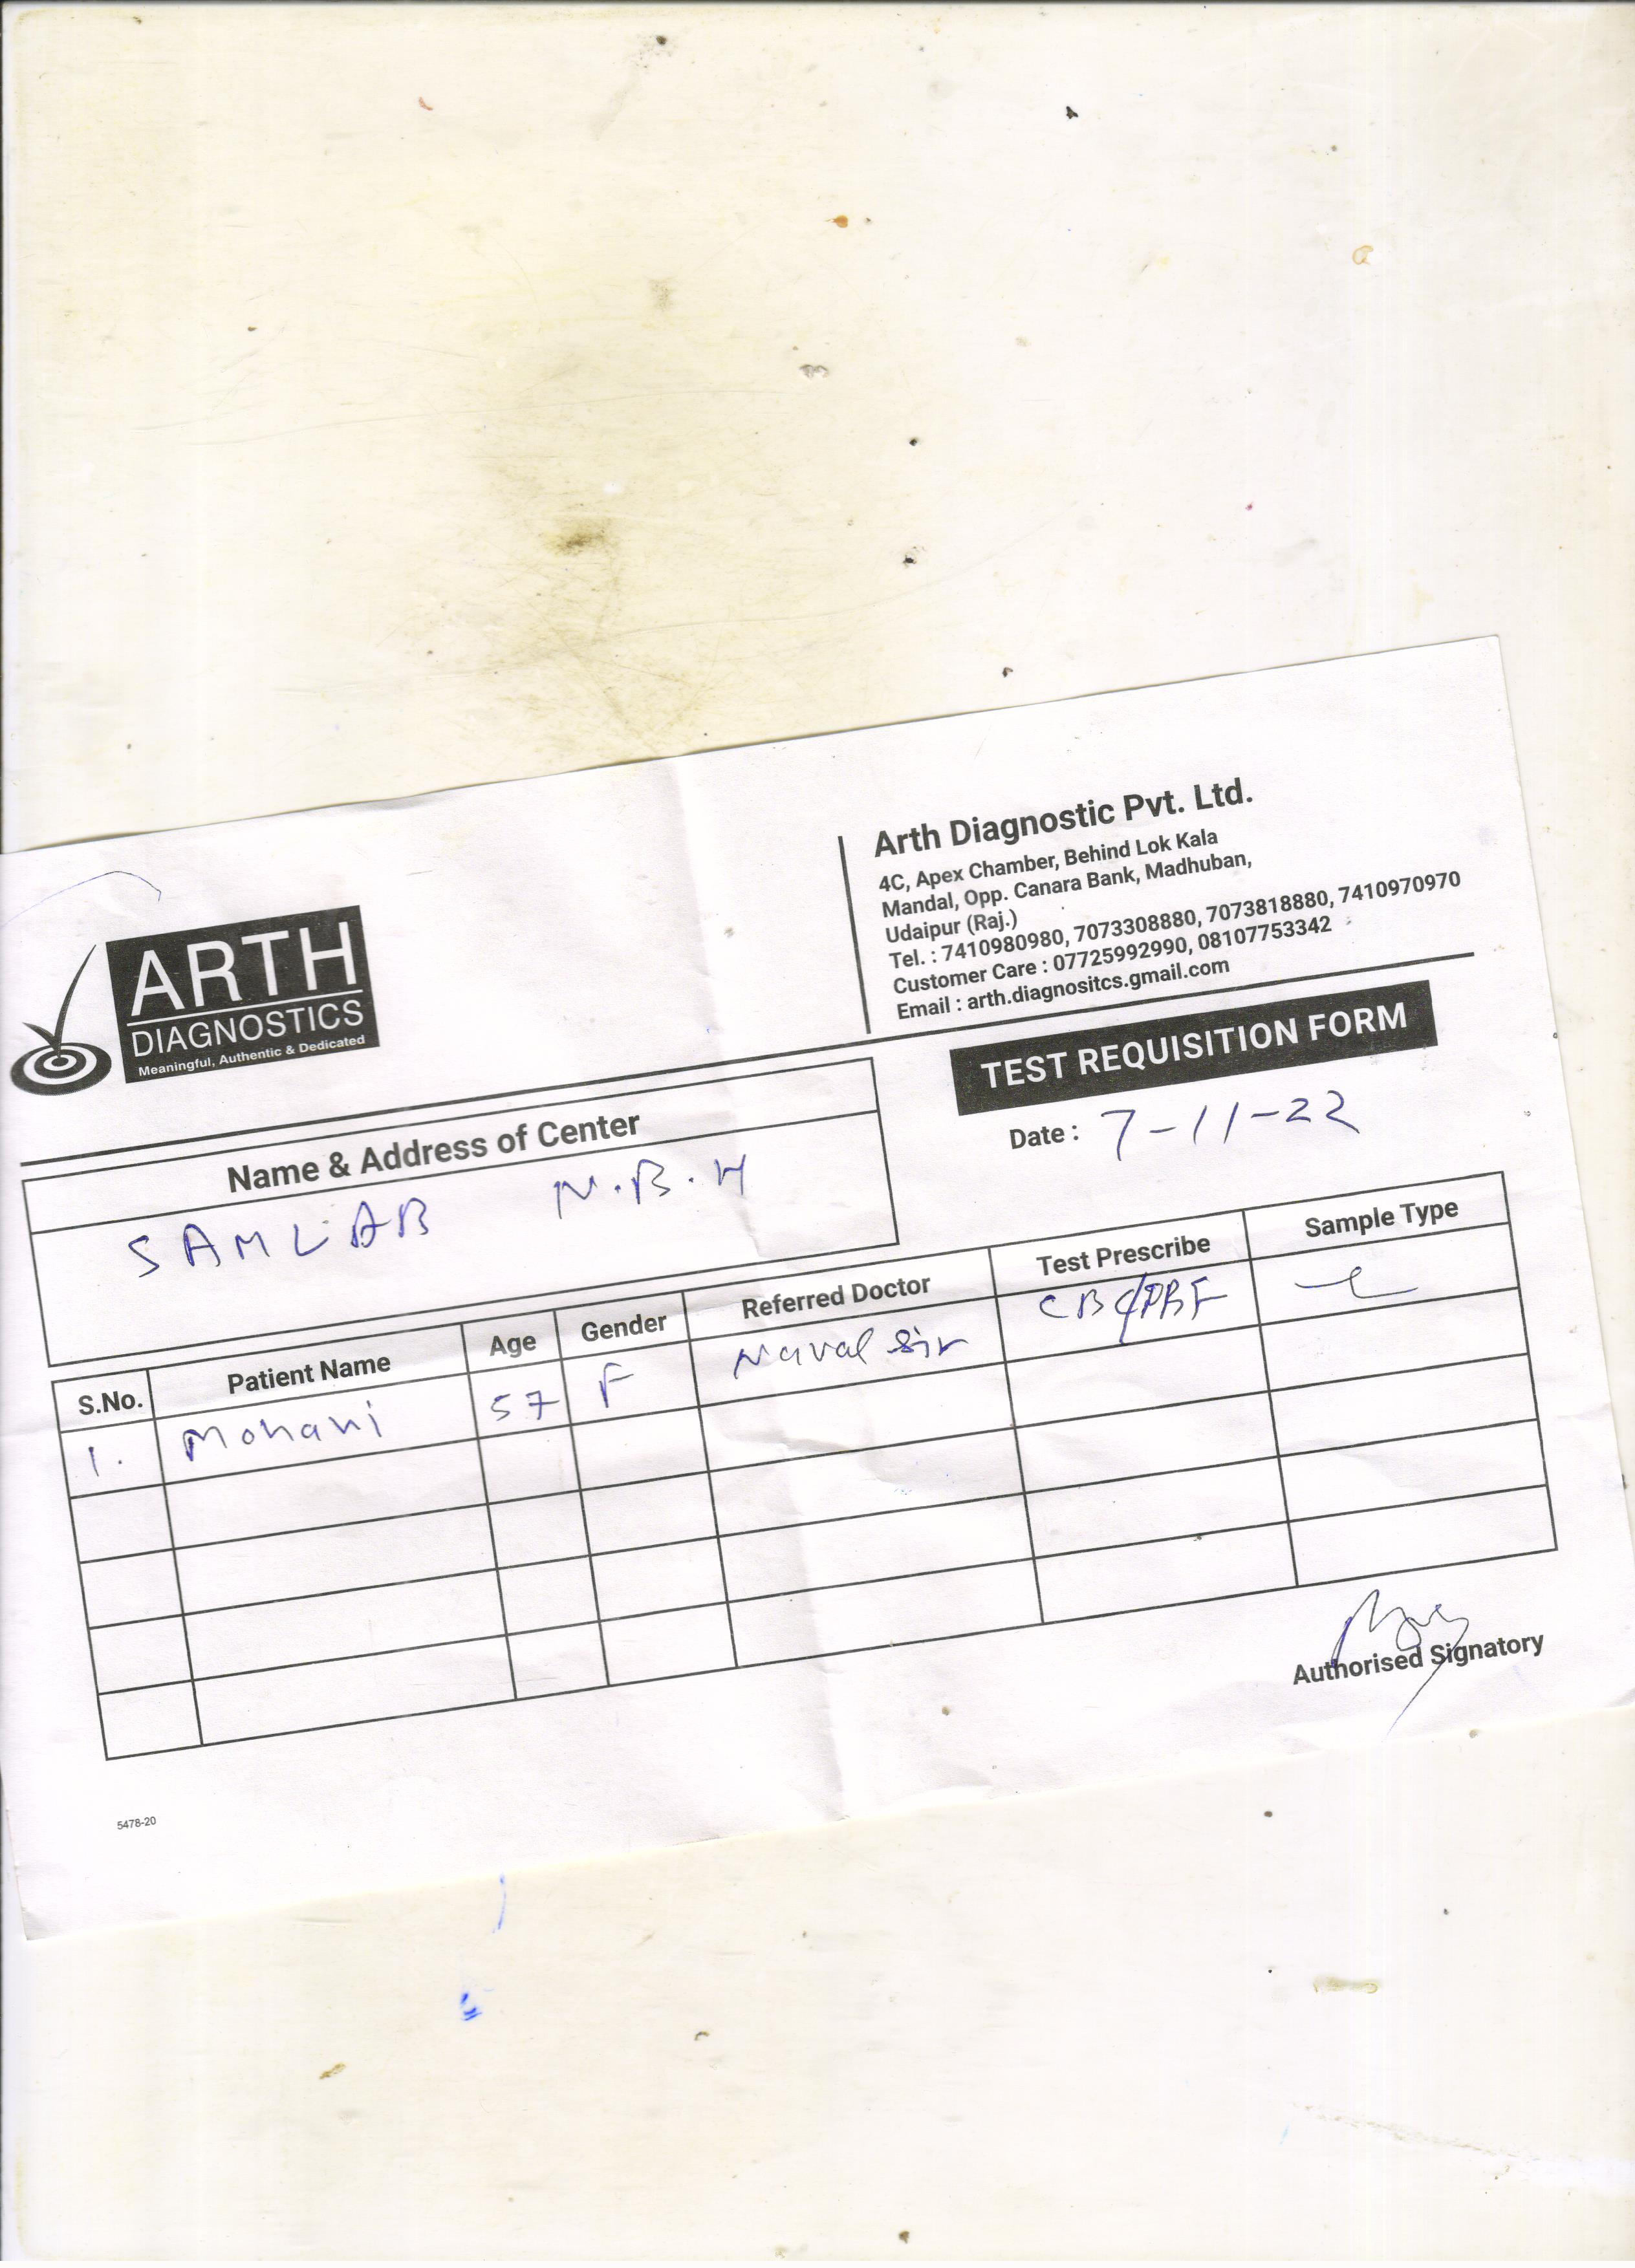 ARTH
DIAGNOSTICS
Meaningful, Authentic & Dedicated
Arth Diagnostic Pvt. Ltd.
4C, Apex Chamber, Behind Lok Kala
Mandal, Opp. Canara Bank, Madhuban,
Udaipur (Raj.)
Tel. : 7410980980, 7073308880, 7073818880, 7410970970
Customer Care : 07725992990, 08107753342
Email : arth.diagnositcs.gmail.com
TEST REQUISITION FORM
Date : 7-11-22
Name & Address of Center
SAMLAB N.B.H
S.No. Patient Name Age Gender Referred Doctor Test Prescribe Sample Type
1. Mohani 57 F Naval Sir CBC/PBF
Authorised Signatory
5478-20